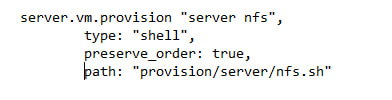 server.vm.provision "server nfs",
type: "shell",
preserve_order: true,
path: "provision/server/nfs.sh"